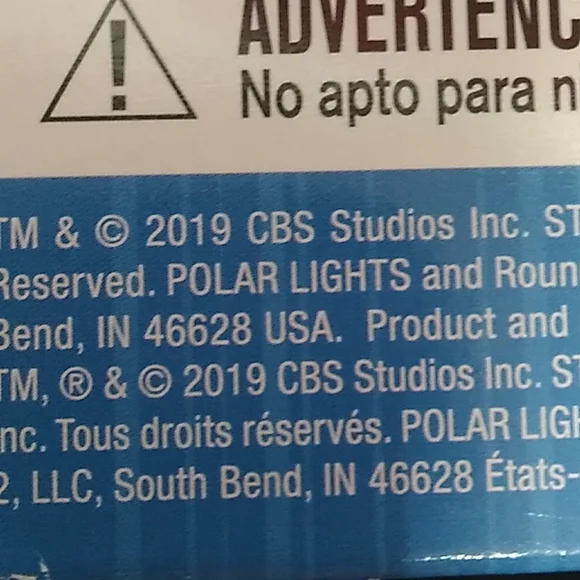 ADVERTENC
No apto para ni
TM & © 2019 CBS Studios Inc. ST
Reserved. POLAR LIGHTS and Roun
Bend, IN 46628 USA. Product and
TM, ® & © 2019 CBS Studios Inc. ST
nc. Tous droits réservés. POLAR LIGH
2, LLC, South Bend, IN 46628 États-